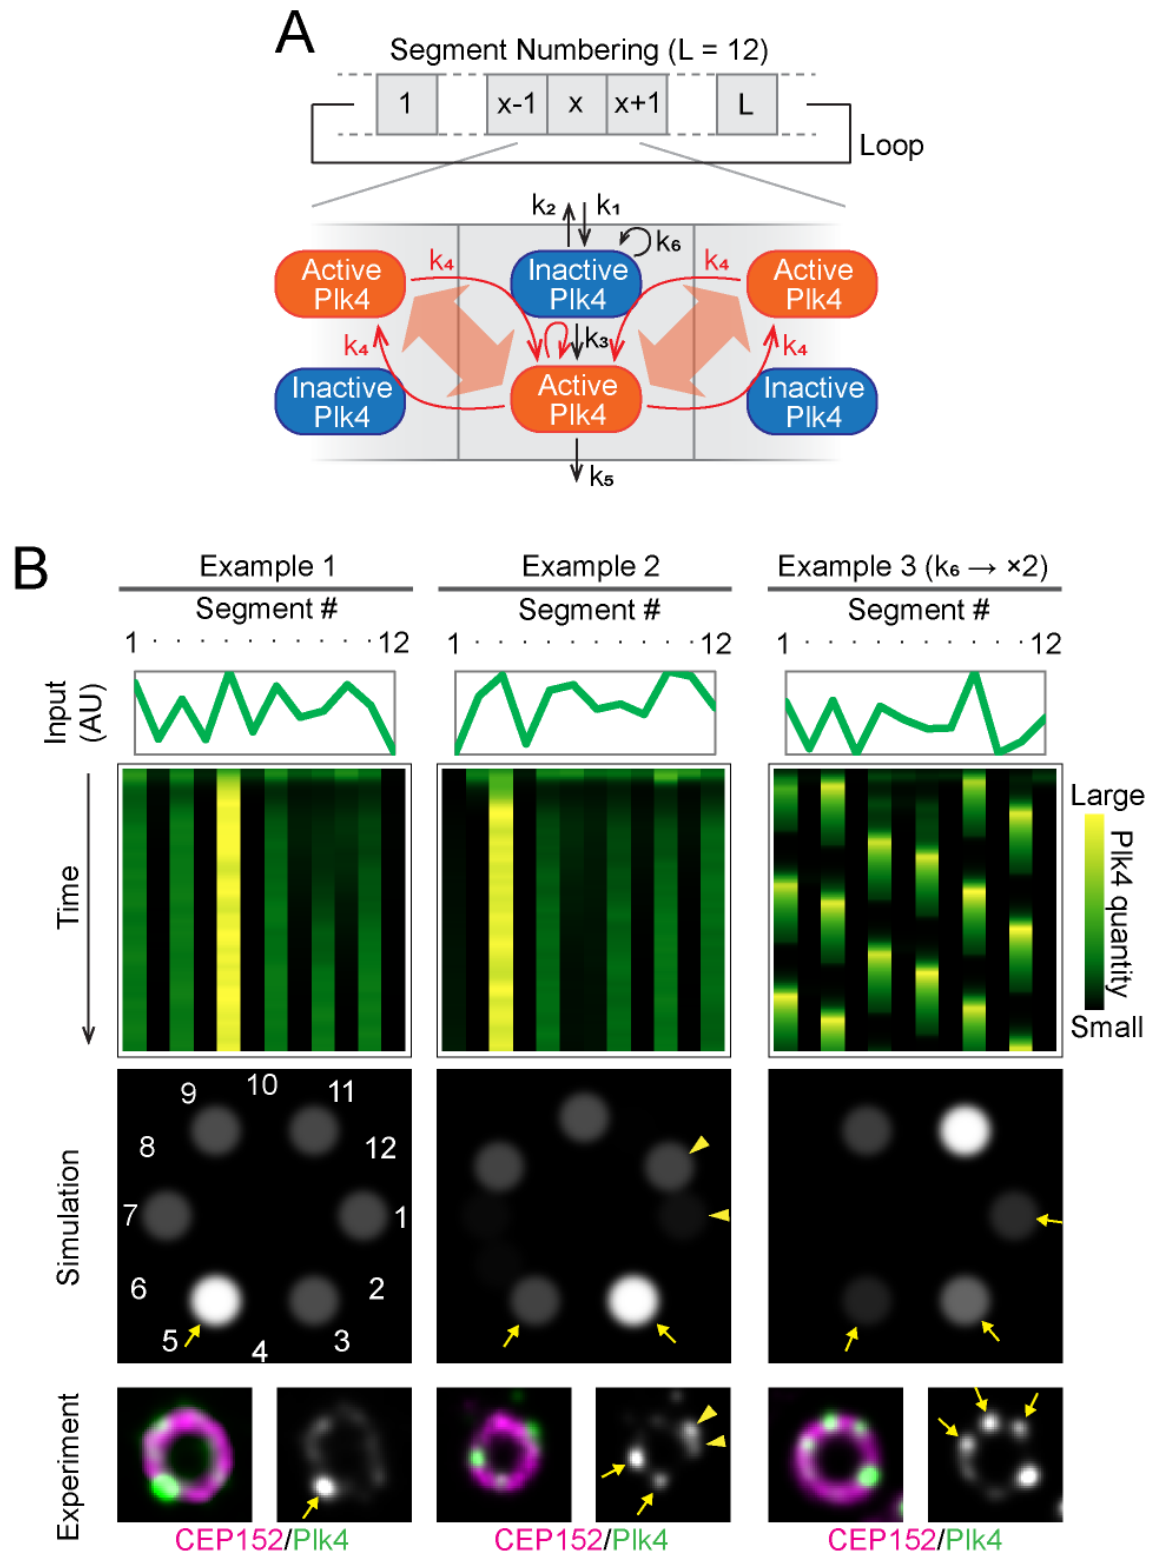 A
Segment Numbering (L = 12)
1 x-1 x x+1 L
Loop
k₂ k₁
k₆
Active Plk4
k₄
Inactive Plk4
k₄
Active Plk4
k₄
k₃
k₄
Inactive Plk4
Active Plk4
Inactive Plk4
k₅
B
Example 1 Example 2 Example 3 (k₆ → ×2)
Segment # Segment # Segment #
1 · · · · · · · · · · 12 1 · · · · · · · · · · 12 1 · · · · · · · · · · 12
Input (AU)
Time
Large
Plk4 quantity
Small
Simulation
9 10 11
8 12
7 1
6 2
5 4 3
Experiment
CEP152/Plk4 CEP152/Plk4 CEP152/Plk4